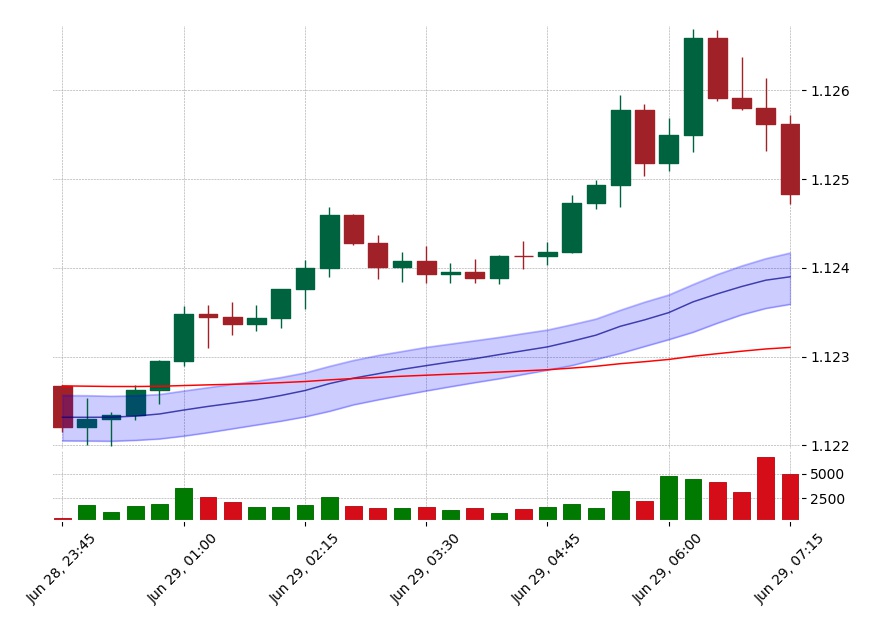 1.126
1.125
1.124
1.123
1.122
5000
2500
Jun 28, 23:45
Jun 29, 01:00
Jun 29, 02:15
Jun 29, 03:30
Jun 29, 04:45
Jun 29, 06:00
Jun 29, 07:15